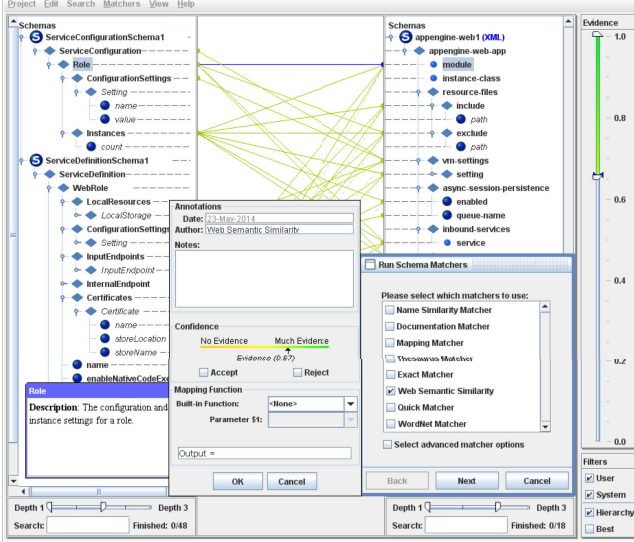 Project Edit Search Matchers View Help
Schemas
ServiceConfigurationSchema1
ServiceConfiguration
Role
ConfigurationSettings
Setting
name
value
Instances
count
ServiceDefinitionSchema1
ServiceDefinition
WebRole
LocalResources
LocalStorage
ConfigurationSettings
Setting
InputEndpoints
InputEndpoint
InternalEndpoint
Certificates
Certificate
name
storeLocation
storeName
name
enableNativeCodeExe
Role
Description: The configuration and
instance settings for a role.
Depth 1 Depth 3
Search: Finished: 0/48
Annotations
Date: 23-May-2014
Author: Web Semantic Similarity
Notes:
Confidence
No Evidence Much Evidence
Evidence (0.67)
Accept Reject
Mapping Function
Built-in Function: <None>
Parameter $1:
Output =
OK Cancel
Schemas
appengine-web1 (XML)
appengine-web-app
module
instance-class
resource-files
include
path
exclude
path
vm-settings
setting
async-session-persistence
enabled
queue-name
inbound-services
service
Run Schema Matchers
Please select which matchers to use:
Name Similarity Matcher
Documentation Matcher
Mapping Matcher
Thesaurus Matcher
Exact Matcher
Web Semantic Similarity
Quick Matcher
WordNet Matcher
Select advanced matcher options
Back Next Cancel
Depth 1 Depth 3
Search: Finished: 0/18
Evidence
1.0
0.8
0.6
0.4
0.2
0.0
Filters
User
System
Hierarchy
Best